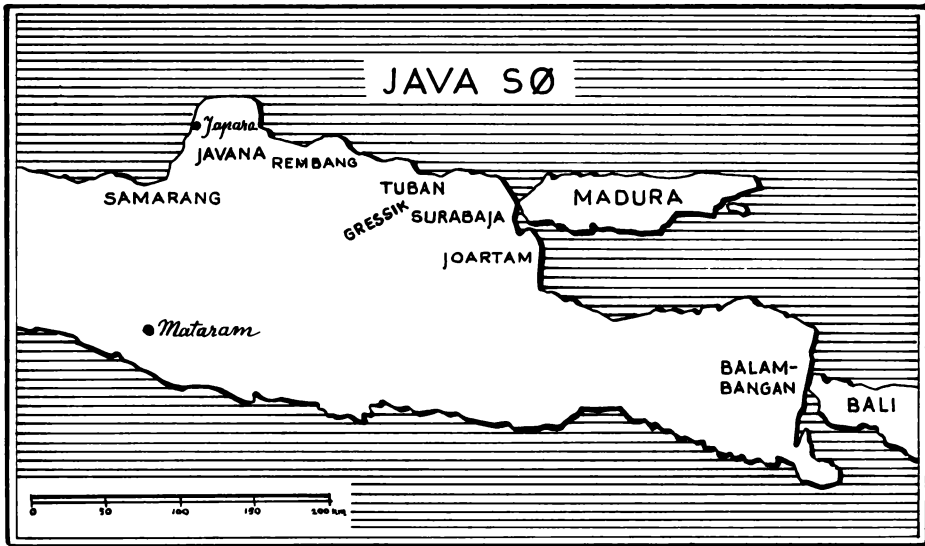 JAVA SØ
Japara
JAVANA
REMBANG
SAMARANG
TUBAN
MADURA
GRESSIK
SURABAJA
JOARTAM
Mataram
BALAM-
BANGAN
BALI
0 50 100 150 200 km